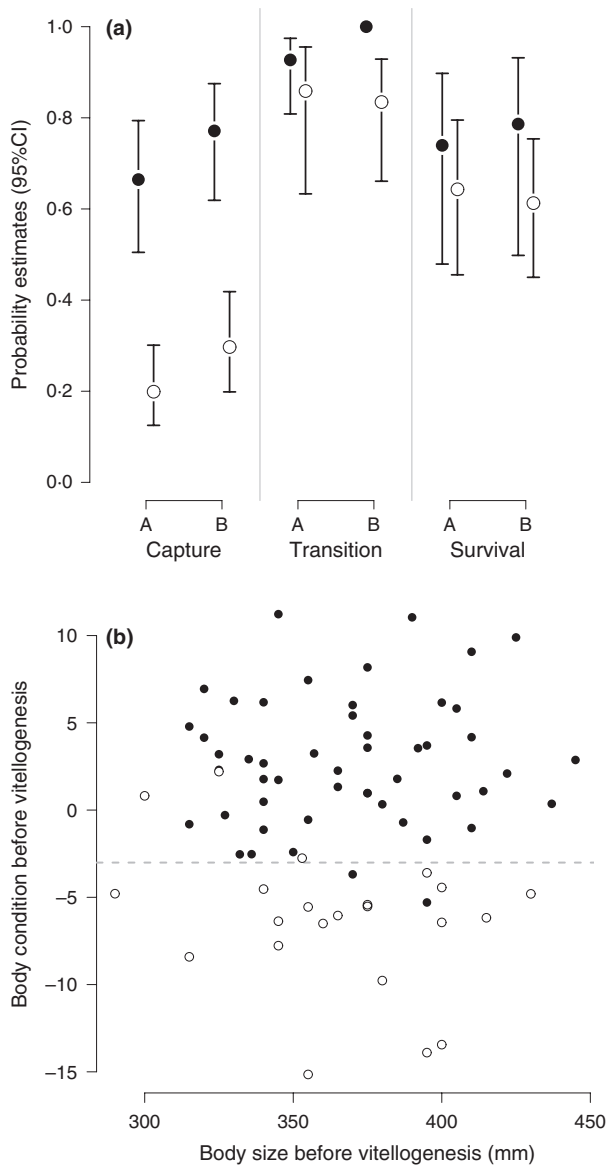 (a)
Probability estimates (95%CI)
1·0
0·8
0·6
0·4
0·2
0·0
A B A B A B
Capture Transition Survival
(b)
Body condition before vitellogenesis
10
5
0
−5
−10
−15
300 350 400 450
Body size before vitellogenesis (mm)